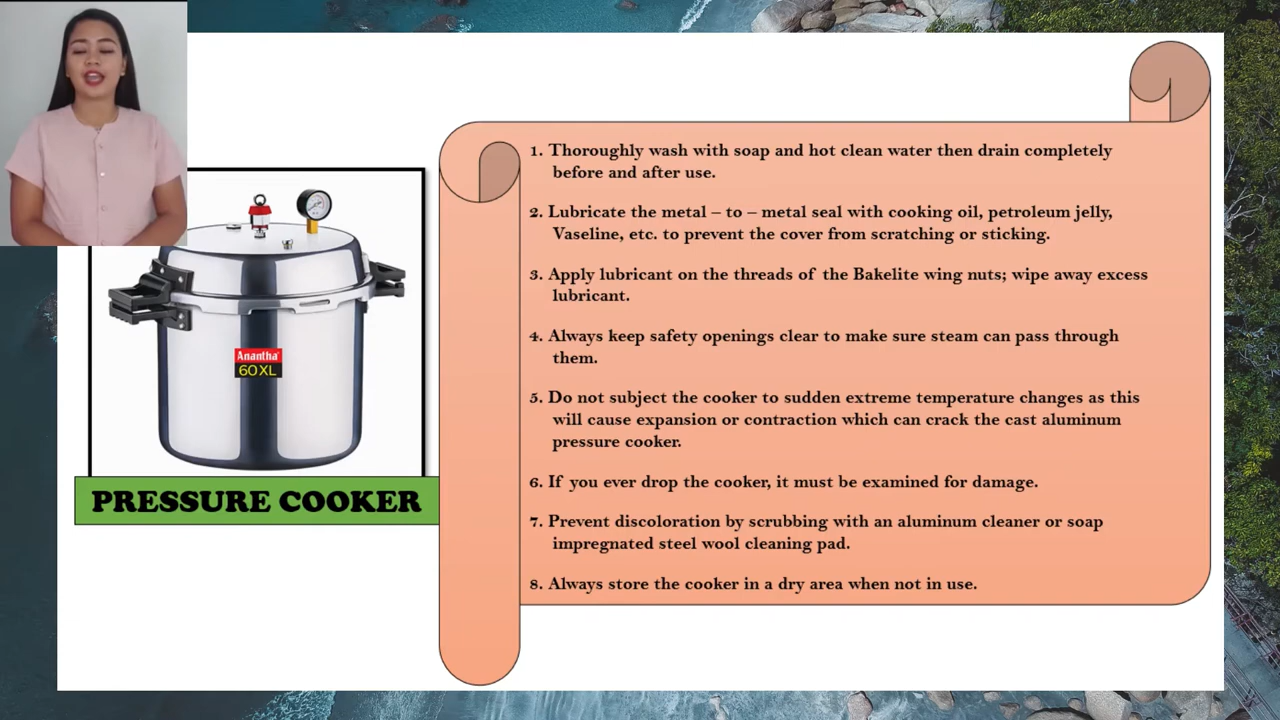 1. Thoroughly wash with soap and hot clean water then drain completely
before and after use.
2. Lubricate the metal – to – metal seal with cooking oil, petroleum jelly,
Vaseline, etc. to prevent the cover from scratching or sticking.
3. Apply lubricant on the threads of the Bakelite wing nuts; wipe away excess
lubricant.
4. Always keep safety openings clear to make sure steam can pass through
them.
5. Do not subject the cooker to sudden extreme temperature changes as this
will cause expansion or contraction which can crack the cast aluminum
pressure cooker.
6. If you ever drop the cooker, it must be examined for damage.
7. Prevent discoloration by scrubbing with an aluminum cleaner or soap
impregnated steel wool cleaning pad.
8. Always store the cooker in a dry area when not in use.
Anantha
60XL
PRESSURE COOKER